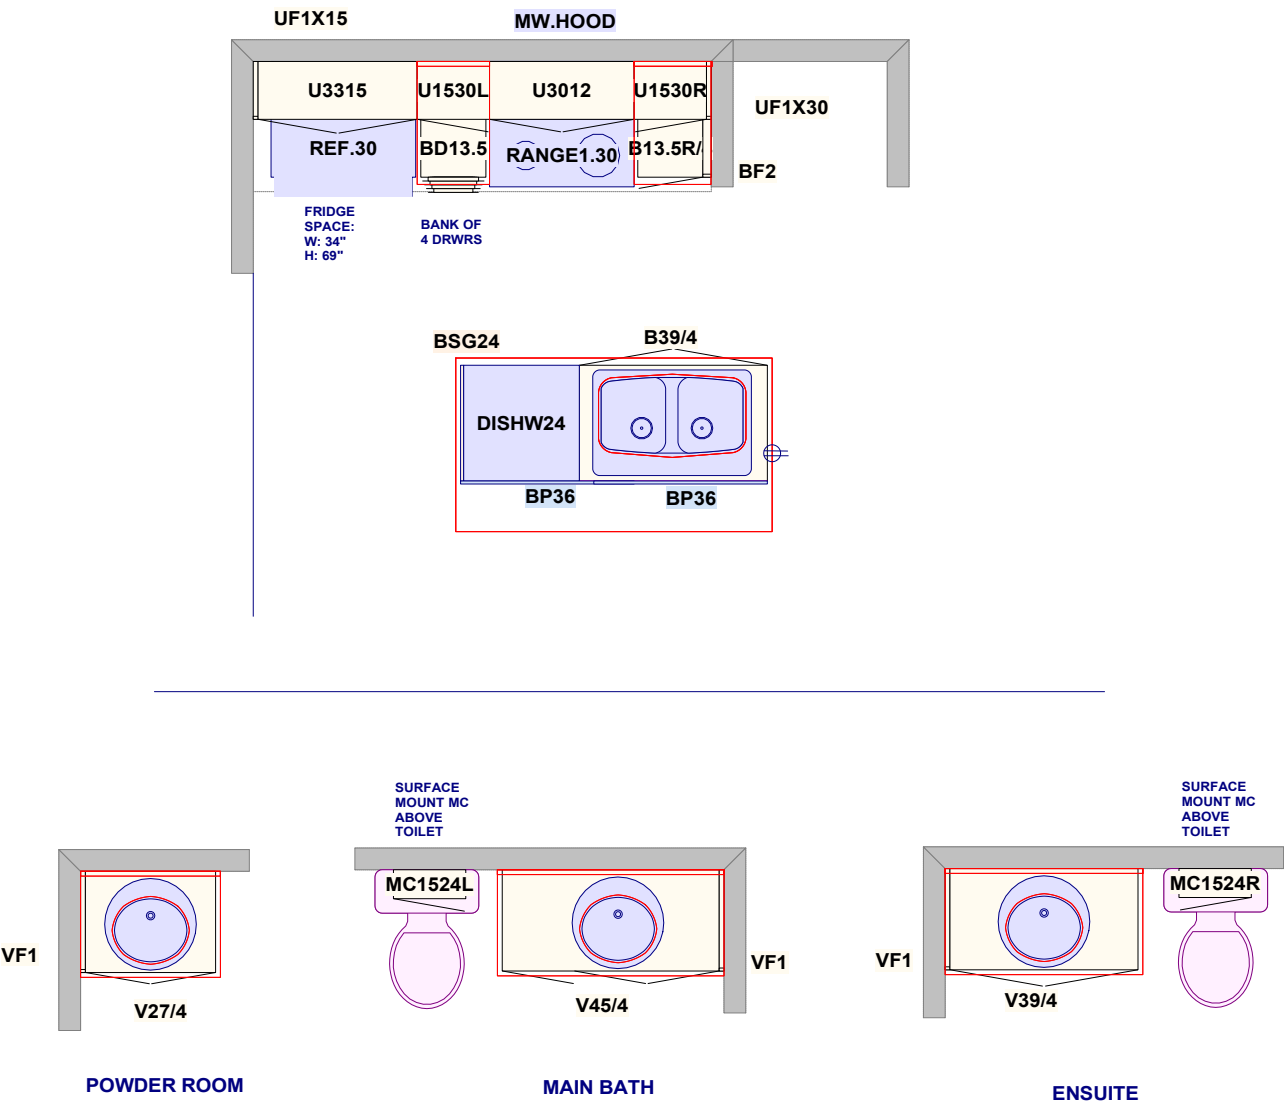 UF1X15
MW.HOOD
U3315
U1530L
U3012
U1530R
UF1X30
REF.30
BD13.5
RANGE1.30
B13.5R/
BF2
FRIDGE
SPACE:
W: 34"
H: 69"
BANK OF
4 DRWRS
BSG24
B39/4
DISHW24
BP36
BP36
SURFACE
MOUNT MC
ABOVE
TOILET
SURFACE
MOUNT MC
ABOVE
TOILET
MC1524L
MC1524R
VF1
VF1
VF1
V27/4
V45/4
V39/4
POWDER ROOM
MAIN BATH
ENSUITE